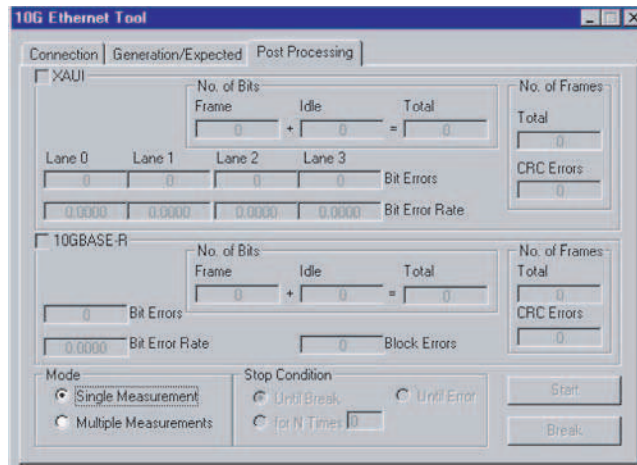 10G Ethernet Tool
Connection Generation/Expected Post Processing
XAUI
No. of Bits No. of Frames
Frame Idle Total Total
0 + 0 = 0 0
Lane 0 Lane 1 Lane 2 Lane 3 CRC Errors
0 0 0 0 Bit Errors 0
0.0000 0.0000 0.0000 0.0000 Bit Error Rate
10GBASE-R
No. of Bits No. of Frames
Frame Idle Total Total
0 + 0 = 0 0
0 Bit Errors CRC Errors
0.0000 Bit Error Rate 0 Block Errors 0
Mode Stop Condition
Single Measurement Until Break Until Error Start
Multiple Measurements for N Times 0 Break